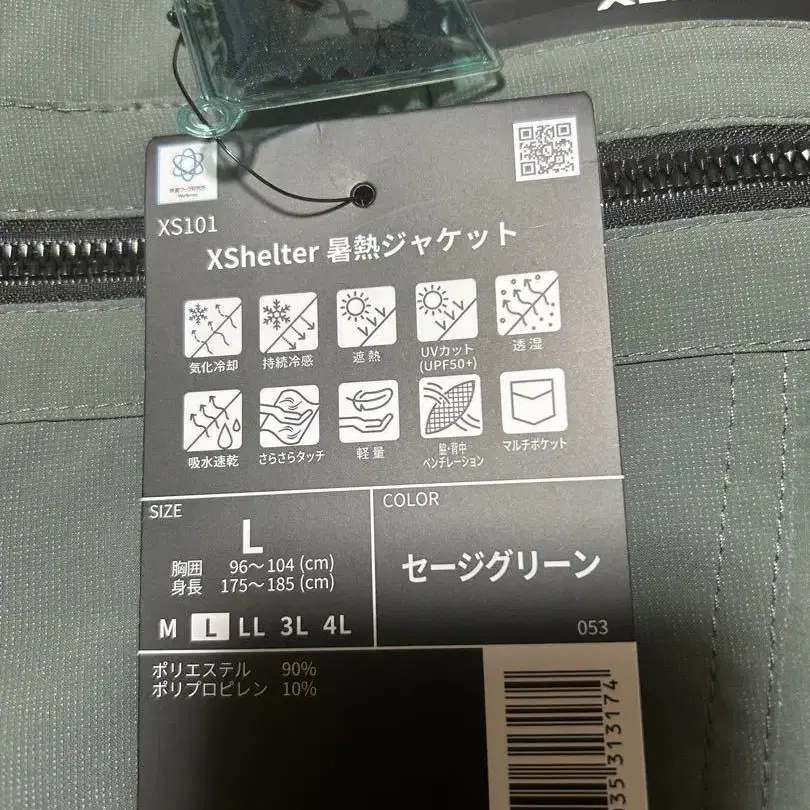 XS101
XShelter 暑熱ジャケット
気化冷却
持続冷感
遮熱
UVカット
(UPF50+)
透湿
吸水速乾
さらさらタッチ
軽量
脇・背中
ベンチレーション
マルチポケット
SIZE
L
胸囲 96〜104 (cm)
身長 175〜185 (cm)
M L LL 3L 4L
COLOR
セージグリーン
053
ポリエステル 90%
ポリプロピレン 10%
35313174